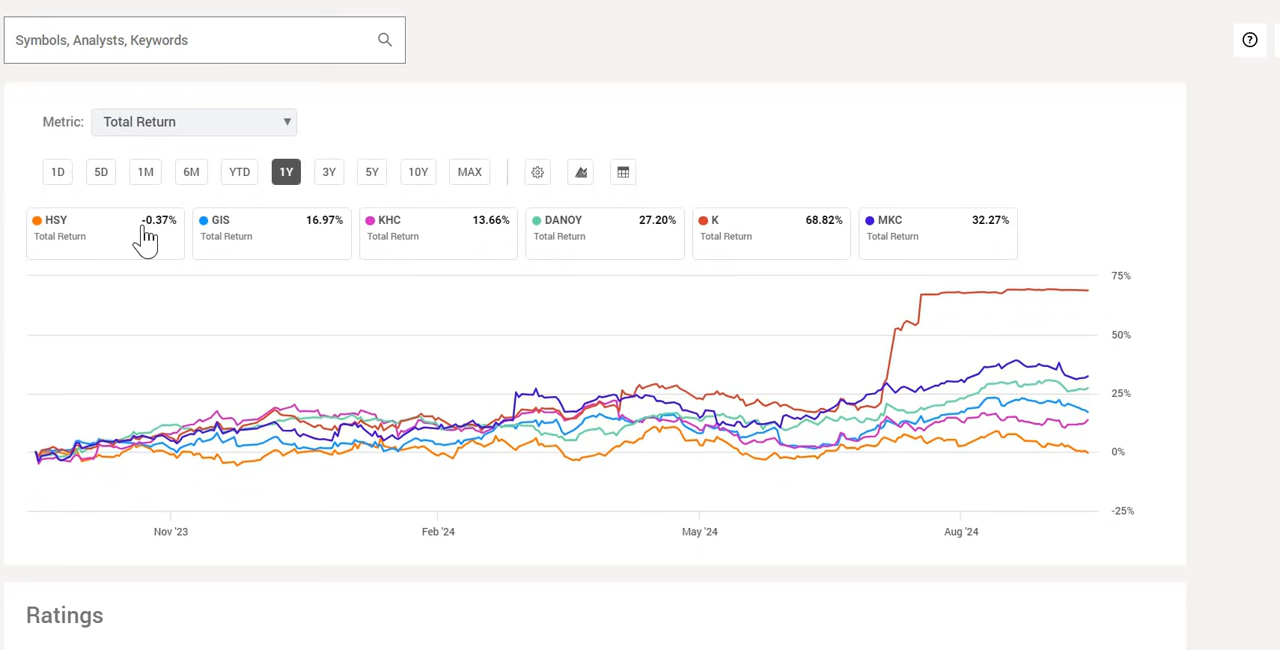 Symbols, Analysts, Keywords
?
Metric: Total Return
1D 5D 1M 6M YTD 1Y 3Y 5Y 10Y MAX
HSY -0.37% GIS 16.97% KHC 13.66% DANOY 27.20% K 68.82% MKC 32.27%
Total Return Total Return Total Return Total Return Total Return Total Return
75%
50%
25%
0%
-25%
Nov '23 Feb '24 May '24 Aug '24
Ratings